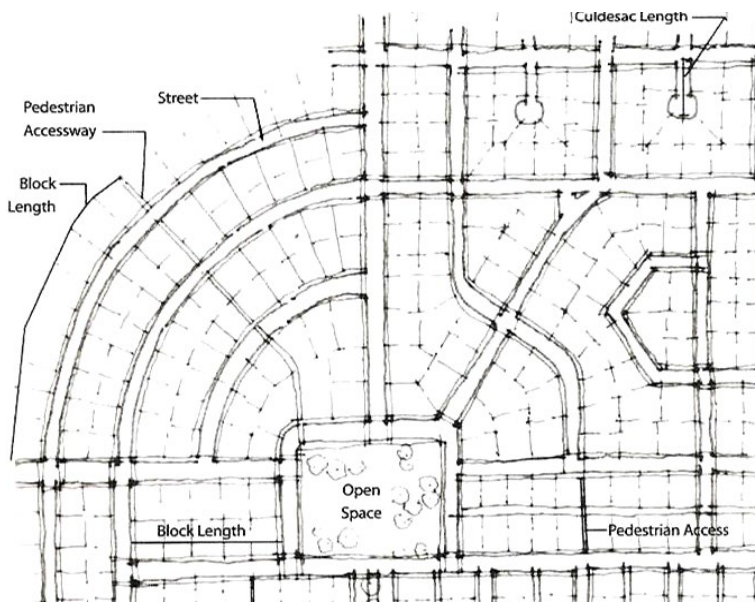 Culdesac Length
Street
Pedestrian
Accessway
Block
Length
Open
Space
Block Length
Pedestrian Access